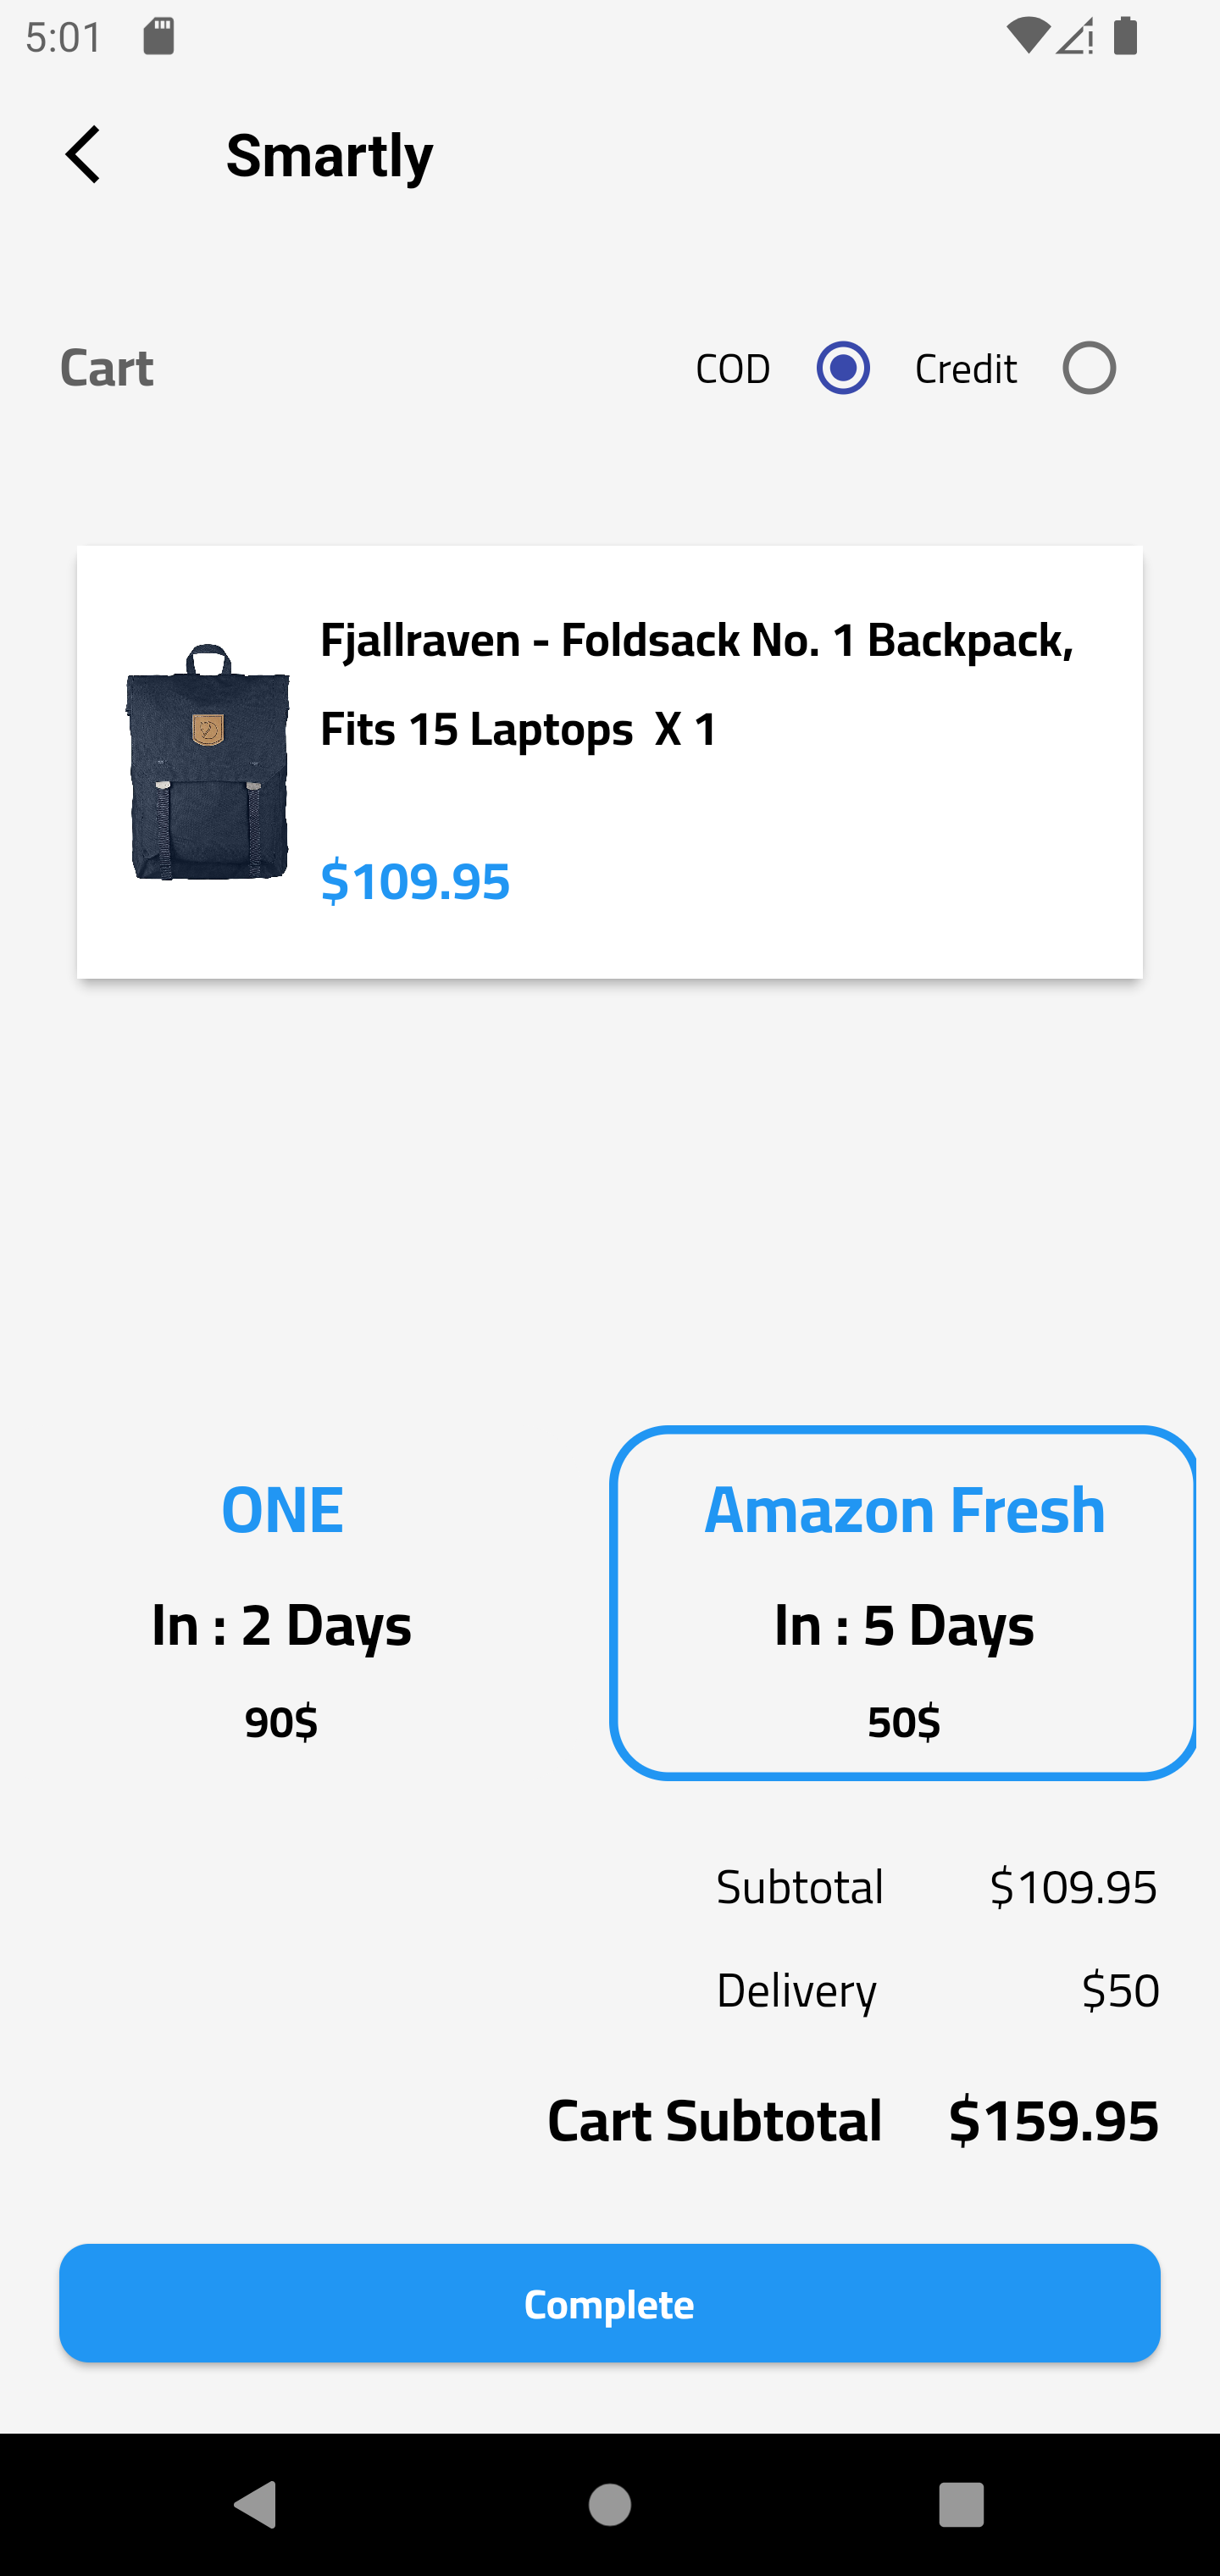 5:01
Smartly
Cart
COD
Credit
Fjallraven - Foldsack No. 1 Backpack,
Fits 15 Laptops  X 1
$109.95
ONE
In : 2 Days
90$
Amazon Fresh
In : 5 Days
50$
Subtotal $109.95
Delivery $50
Cart Subtotal $159.95
Complete